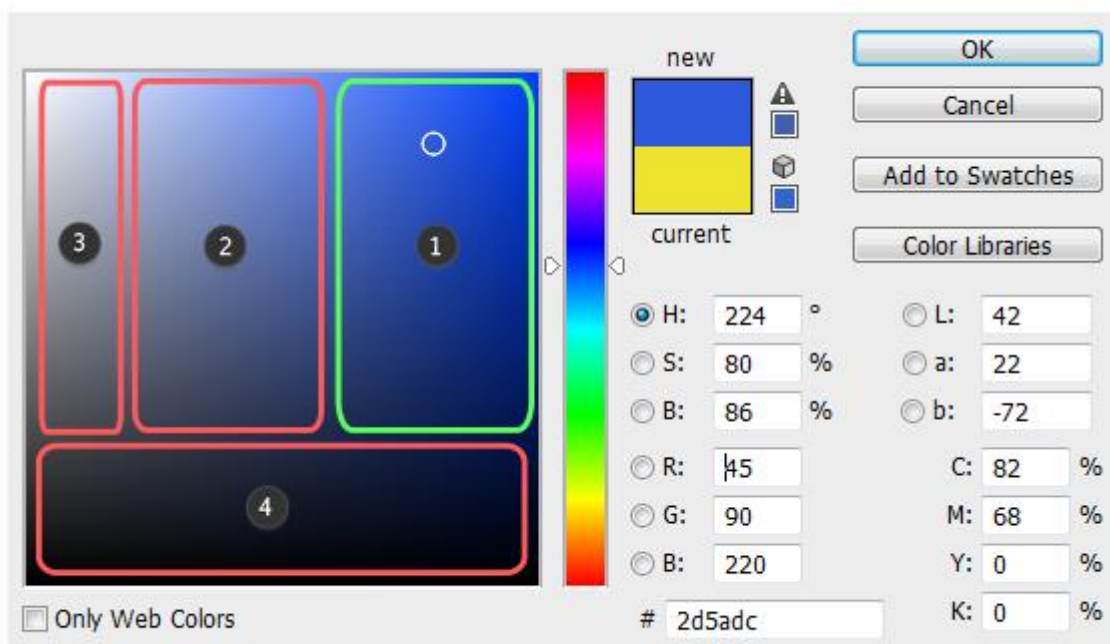 new
OK
Cancel
Add to Swatches
Color Libraries
current
3
2
1
4
H: 224 ° L: 42
S: 80 % a: 22
B: 86 % b: -72
R: 45 C: 82 %
G: 90 M: 68 %
B: 220 Y: 0 %
Only Web Colors # 2d5adc K: 0 %